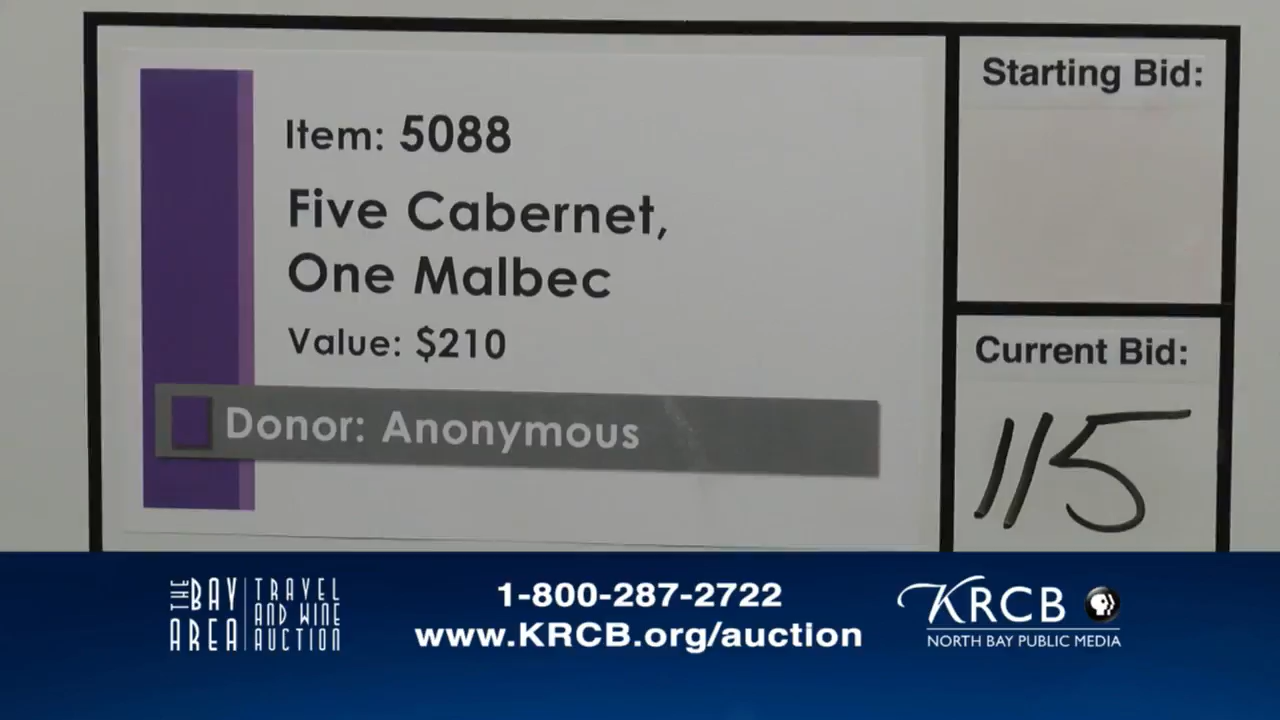 Item: 5088
Five Cabernet,
One Malbec
Value: $210
Donor: Anonymous
Starting Bid:
Current Bid:
115
THE BAY AREA
TRAVEL AND WINE AUCTION
1-800-287-2722
www.KRCB.org/auction
KRCB
NORTH BAY PUBLIC MEDIA